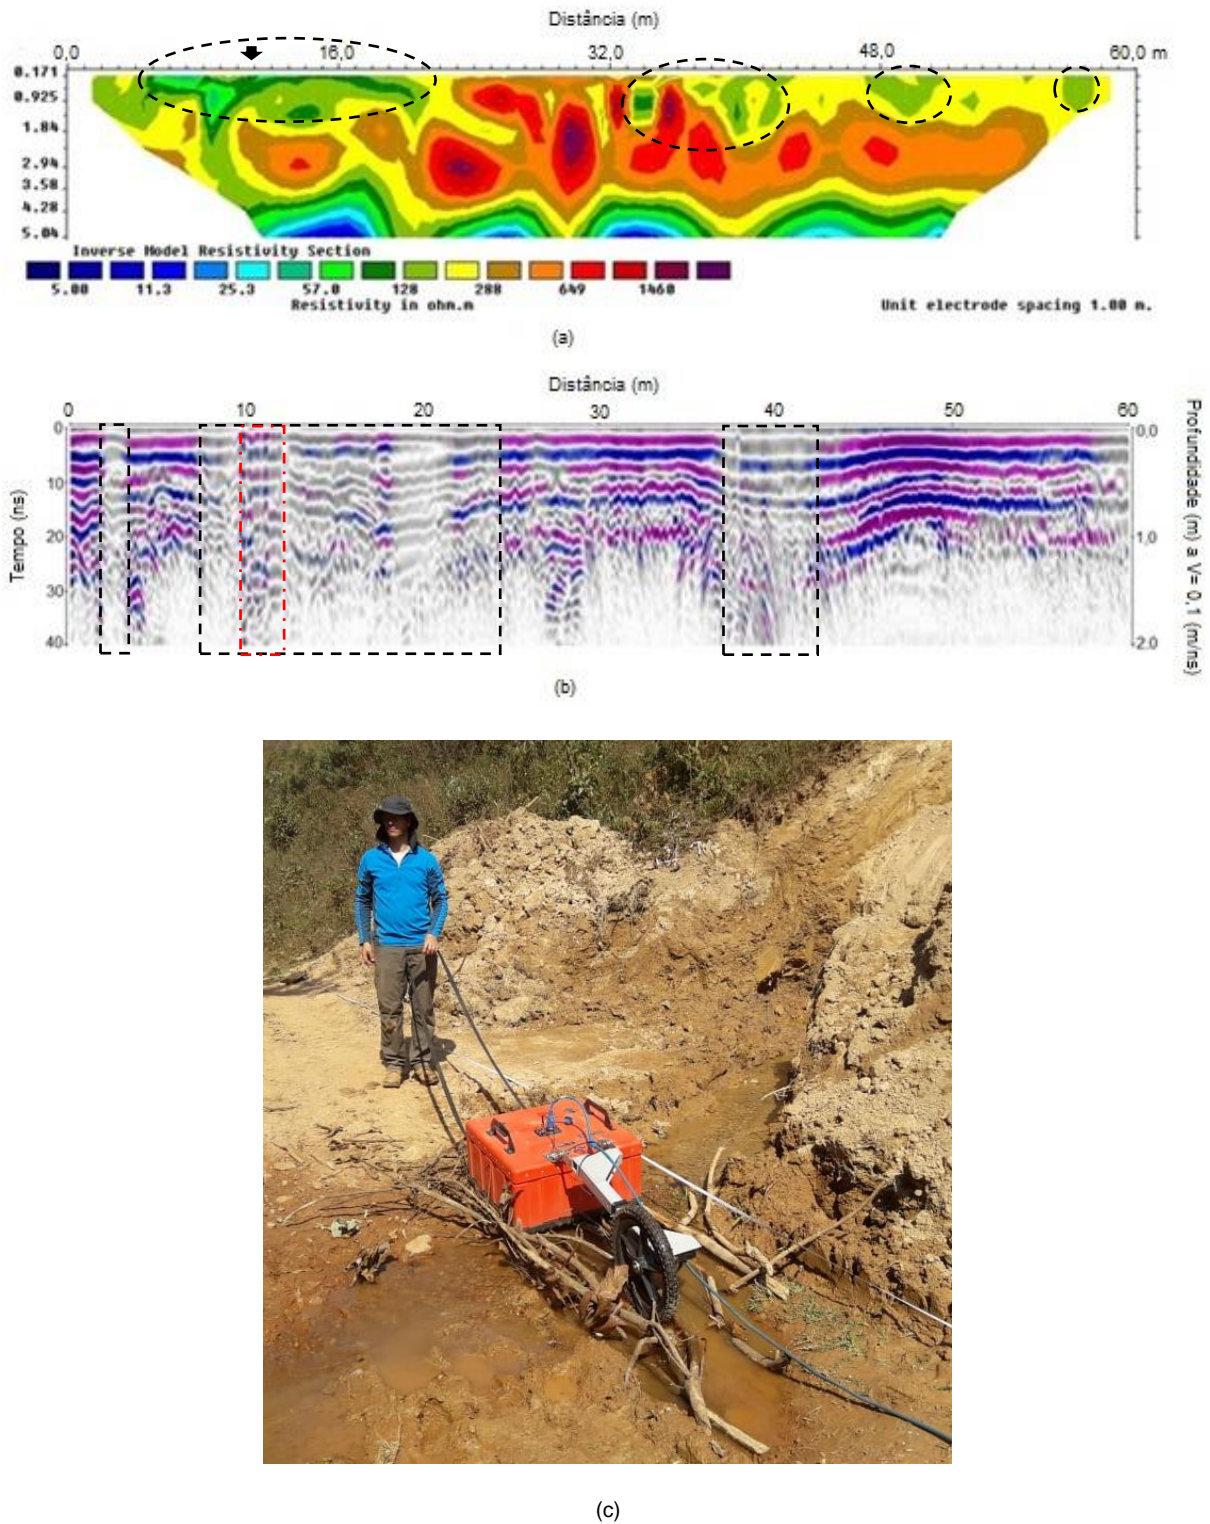 Distância (m)
0,0 16,0 32,0 48,0 60,0 m
0.171
0.925
1.84
2.94
3.58
4.28
5.04
Inverse Model Resistivity Section
5.00 11.3 25.3 57.0 128 288 649 1460
Resistivity in ohm.m Unit electrode spacing 1.00 m.
(a)
Distância (m)
0 10 20 30 40 50 60
Tempo (ns)
0
10
20
30
40
0,0
1,0
2,0
Profundidade (m) a V= 0,1 (m/ns)
(b)
(c)